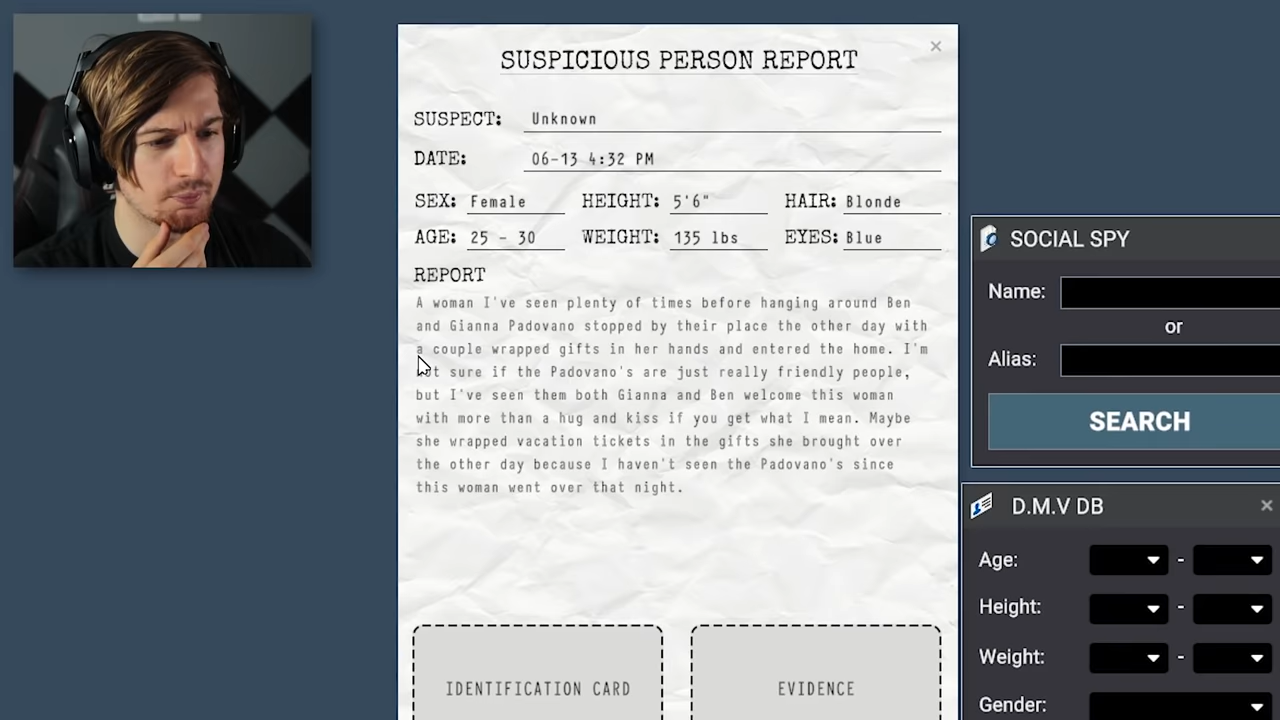 SUSPICIOUS PERSON REPORT
SUSPECT: Unknown
DATE: 06-13 4:32 PM
SEX: Female HEIGHT: 5'6" HAIR: Blonde
AGE: 25 - 30 WEIGHT: 135 lbs EYES: Blue
REPORT
A woman I've seen plenty of times before hanging around Ben
and Gianna Padovano stopped by their place the other day with
a couple wrapped gifts in her hands and entered the home. I'm
sure if the Padovano's are just really friendly people,
but I've seen them both Gianna and Ben welcome this woman
with more than a hug and kiss if you get what I mean. Maybe
she wrapped vacation tickets in the gifts she brought over
the other day because I haven't seen the Padovano's since
this woman went over that night.
IDENTIFICATION CARD
EVIDENCE
SOCIAL SPY
Name:
or
Alias:
SEARCH
D.M.V DB
Age: -
Height: -
Weight: -
Gender: